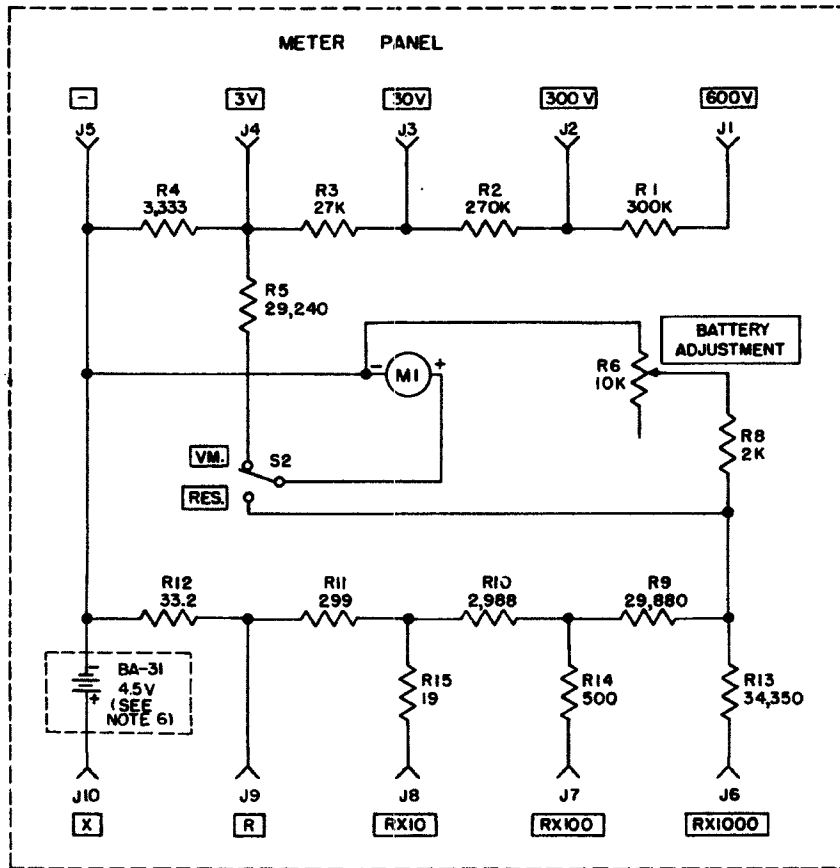 METER PANEL
- 3V 30V 300V 600V
J5 J4 J3 J2 J1
R4 R3 R2 R1
3,333 27K 270K 300K
R5
29,240
BATTERY
ADJUSTMENT
- M1 +
R6
10K
R8
2K
VM. S2
RES.
R12 R11 R10 R9
33.2 299 2,988 29,880
BA-31
4.5V
(SEE
NOTE 6)
- +
R15
19
R14
500
R13
34,350
J10 J9 J8 J7 J6
X R RX10 RX100 RX1000